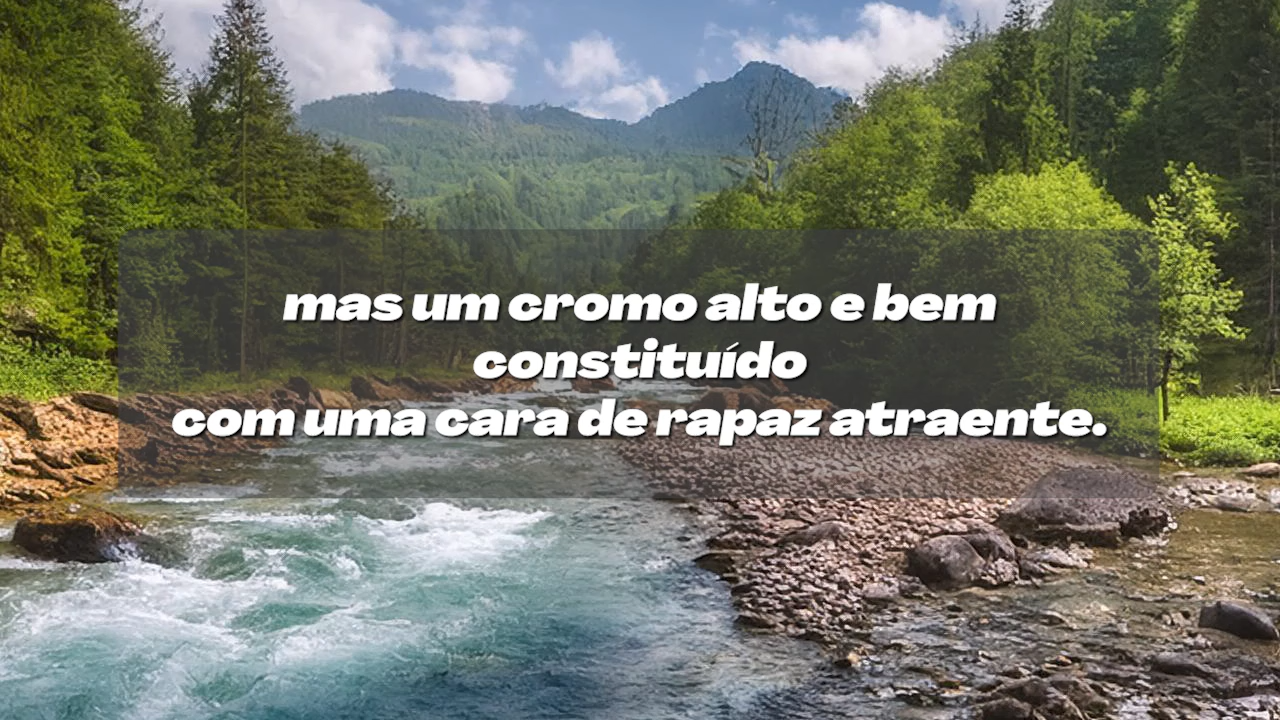 mas um cromo alto e bem
constituído
com uma cara de rapaz atraente.